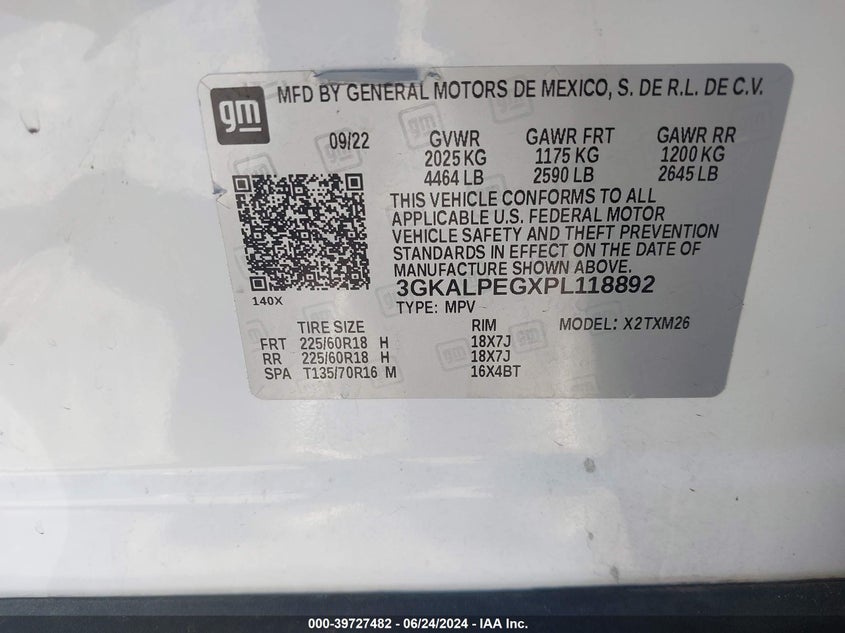 gm
MFD BY GENERAL MOTORS DE MEXICO, S. DE R.L. DE C.V.
09/22 GVWR GAWR FRT GAWR RR
2025 KG 1175 KG 1200 KG
4464 LB 2590 LB 2645 LB
THIS VEHICLE CONFORMS TO ALL
APPLICABLE U.S. FEDERAL MOTOR
VEHICLE SAFETY AND THEFT PREVENTION
STANDARDS IN EFFECT ON THE DATE OF
MANUFACTURE SHOWN ABOVE.
140X
3GKALPEGXPL118892
TYPE: MPV
TIRE SIZE RIM MODEL: X2TXM26
FRT 225/60R18 H 18X7J
RR 225/60R18 H 18X7J
SPA T135/70R16 M 16X4BT
000-39727482 - 06/24/2024 - IAA Inc.